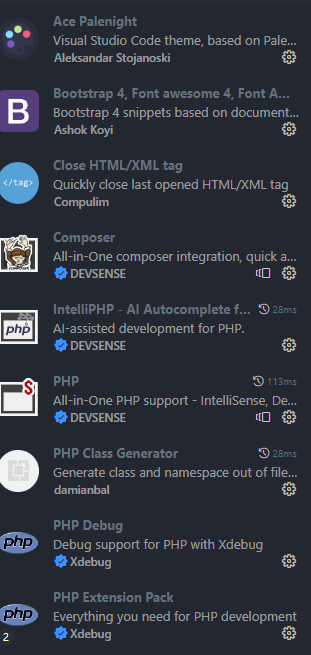 Ace Palenight
Visual Studio Code theme, based on Pale...
Aleksandar Stojanoski
B
Bootstrap 4, Font awesome 4, Font A...
Bootstrap 4 snippets based on document...
Ashok Koyi
</tag>
Close HTML/XML tag
Quickly close last opened HTML/XML tag
Compulim
Composer
All-in-One composer integration, quick a...
DEVSENSE
php
IntelliPHP - AI Autocomplete f... 28ms
AI-assisted development for PHP.
DEVSENSE
PHP 113ms
All-in-One PHP support - IntelliSense, De...
DEVSENSE
PHP Class Generator 28ms
Generate class and namespace out of file...
damianbal
php
PHP Debug
Debug support for PHP with Xdebug
Xdebug
php
PHP Extension Pack
Everything you need for PHP development
2
Xdebug